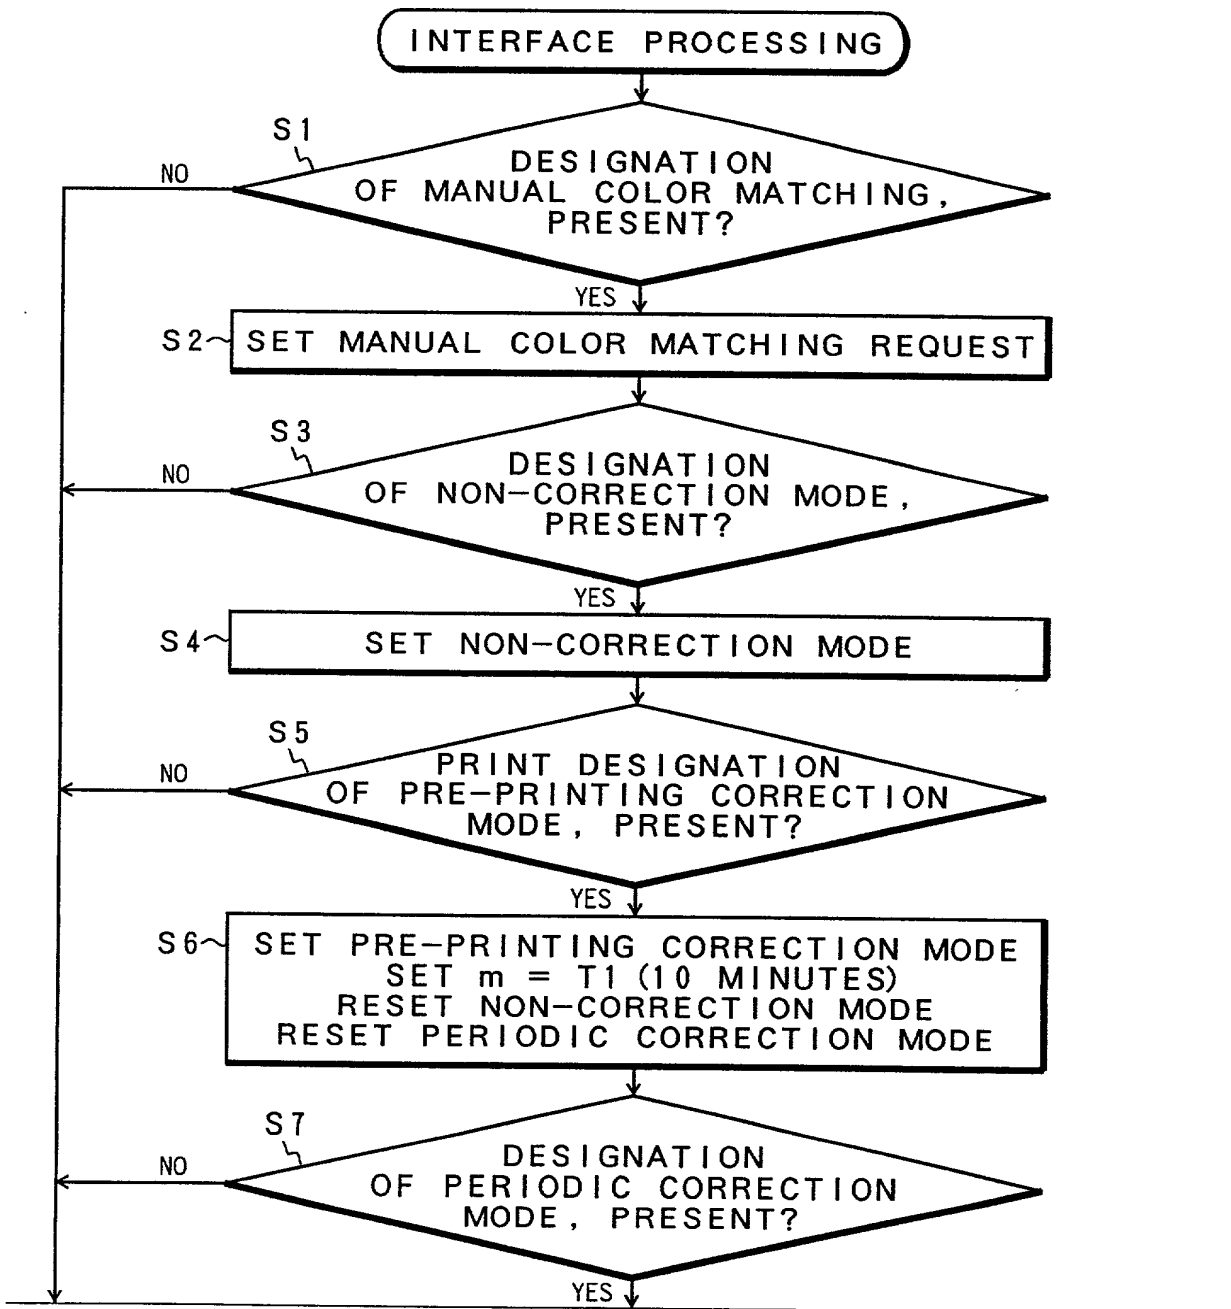 INTERFACE PROCESSING
S1
NO
DESIGNATION
OF MANUAL COLOR MATCHING,
PRESENT?
YES
S2
SET MANUAL COLOR MATCHING REQUEST
S3
NO
DESIGNATION
OF NON-CORRECTION MODE,
PRESENT?
YES
S4
SET NON-CORRECTION MODE
S5
NO
PRINT DESIGNATION
OF PRE-PRINTING CORRECTION
MODE, PRESENT?
YES
S6
SET PRE-PRINTING CORRECTION MODE
SET m = T1 (10 MINUTES)
RESET NON-CORRECTION MODE
RESET PERIODIC CORRECTION MODE
S7
NO
DESIGNATION
OF PERIODIC CORRECTION
MODE, PRESENT?
YES